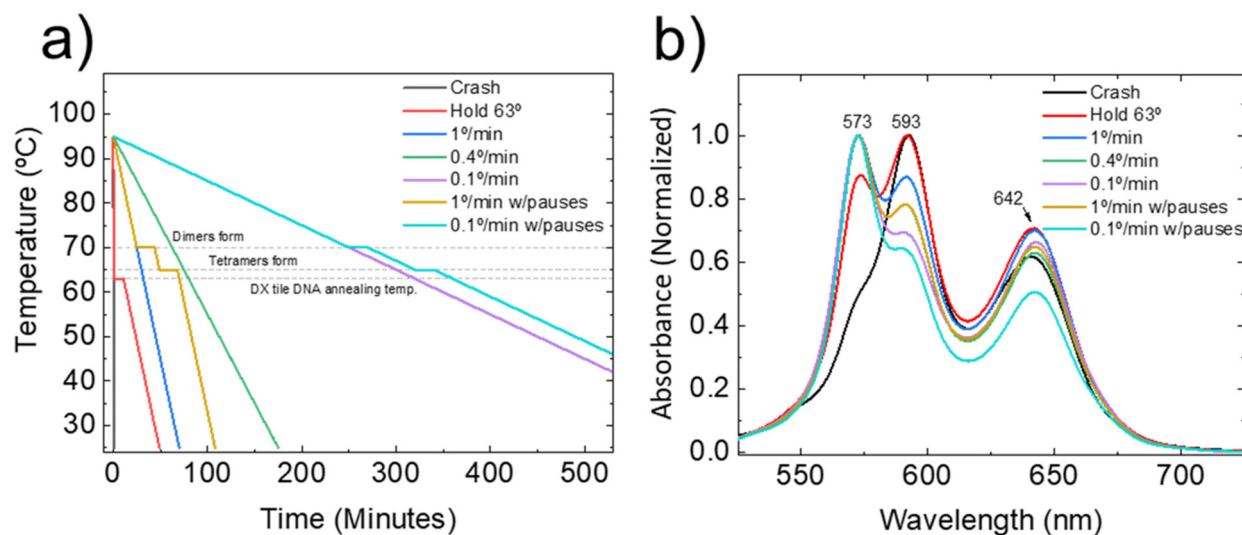 a)
Temperature (ºC)
100
90
80
70
60
50
40
30
0
100
200
300
400
500
Time (Minutes)
Crash
Hold 63º
1º/min
0.4º/min
0.1º/min
1º/min w/pauses
0.1º/min w/pauses
Dimers form
Tetramers form
DX tile DNA annealing temp.
b)
Absorbance (Normalized)
1.0
0.8
0.6
0.4
0.2
0.0
550
600
650
700
Wavelength (nm)
573
593
642
Crash
Hold 63º
1º/min
0.4º/min
0.1º/min
1º/min w/pauses
0.1º/min w/pauses